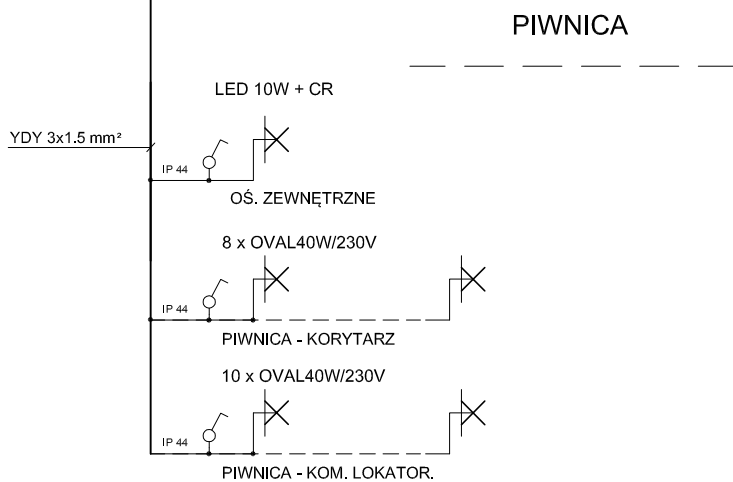 PIWNICA
LED 10W + CR
YDY 3x1.5 mm²
IP 44
OŚ. ZEWNĘTRZNE
8 x OVAL40W/230V
IP 44
PIWNICA - KORYTARZ
10 x OVAL40W/230V
IP 44
PIWNICA - KOM. LOKATOR.